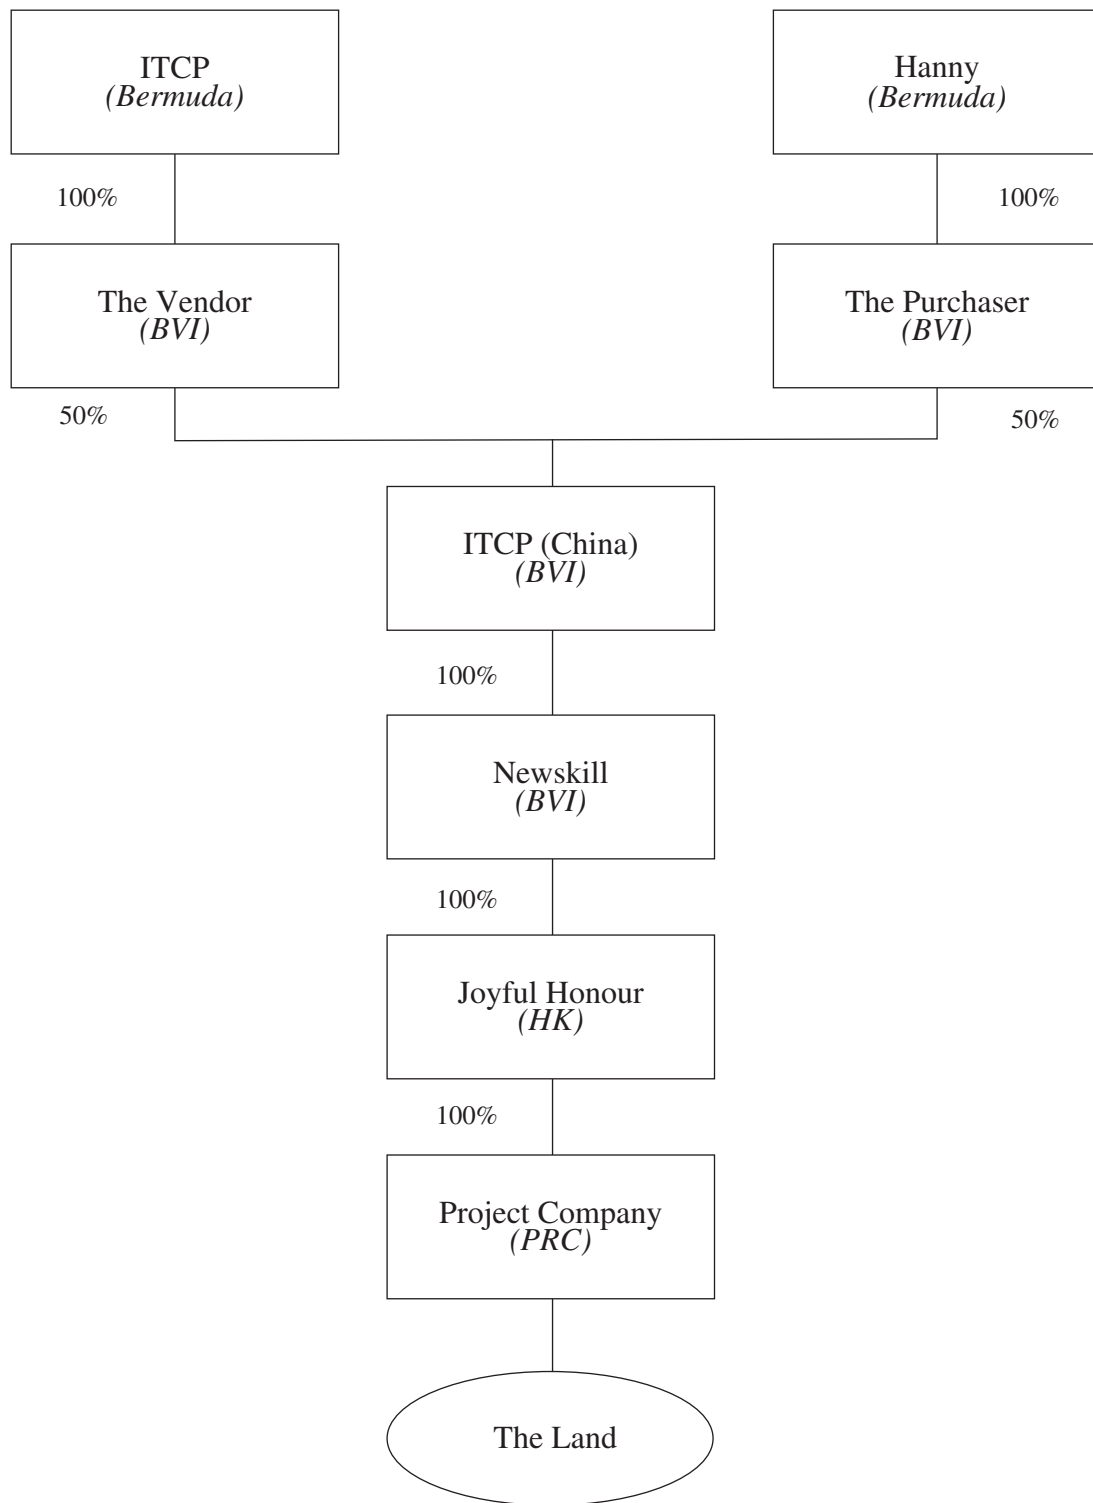 ITCP
(Bermuda)
Hanny
(Bermuda)
100%
100%
The Vendor
(BVI)
The Purchaser
(BVI)
50%
50%
ITCP (China)
(BVI)
100%
Newskill
(BVI)
100%
Joyful Honour
(HK)
100%
Project Company
(PRC)
The Land